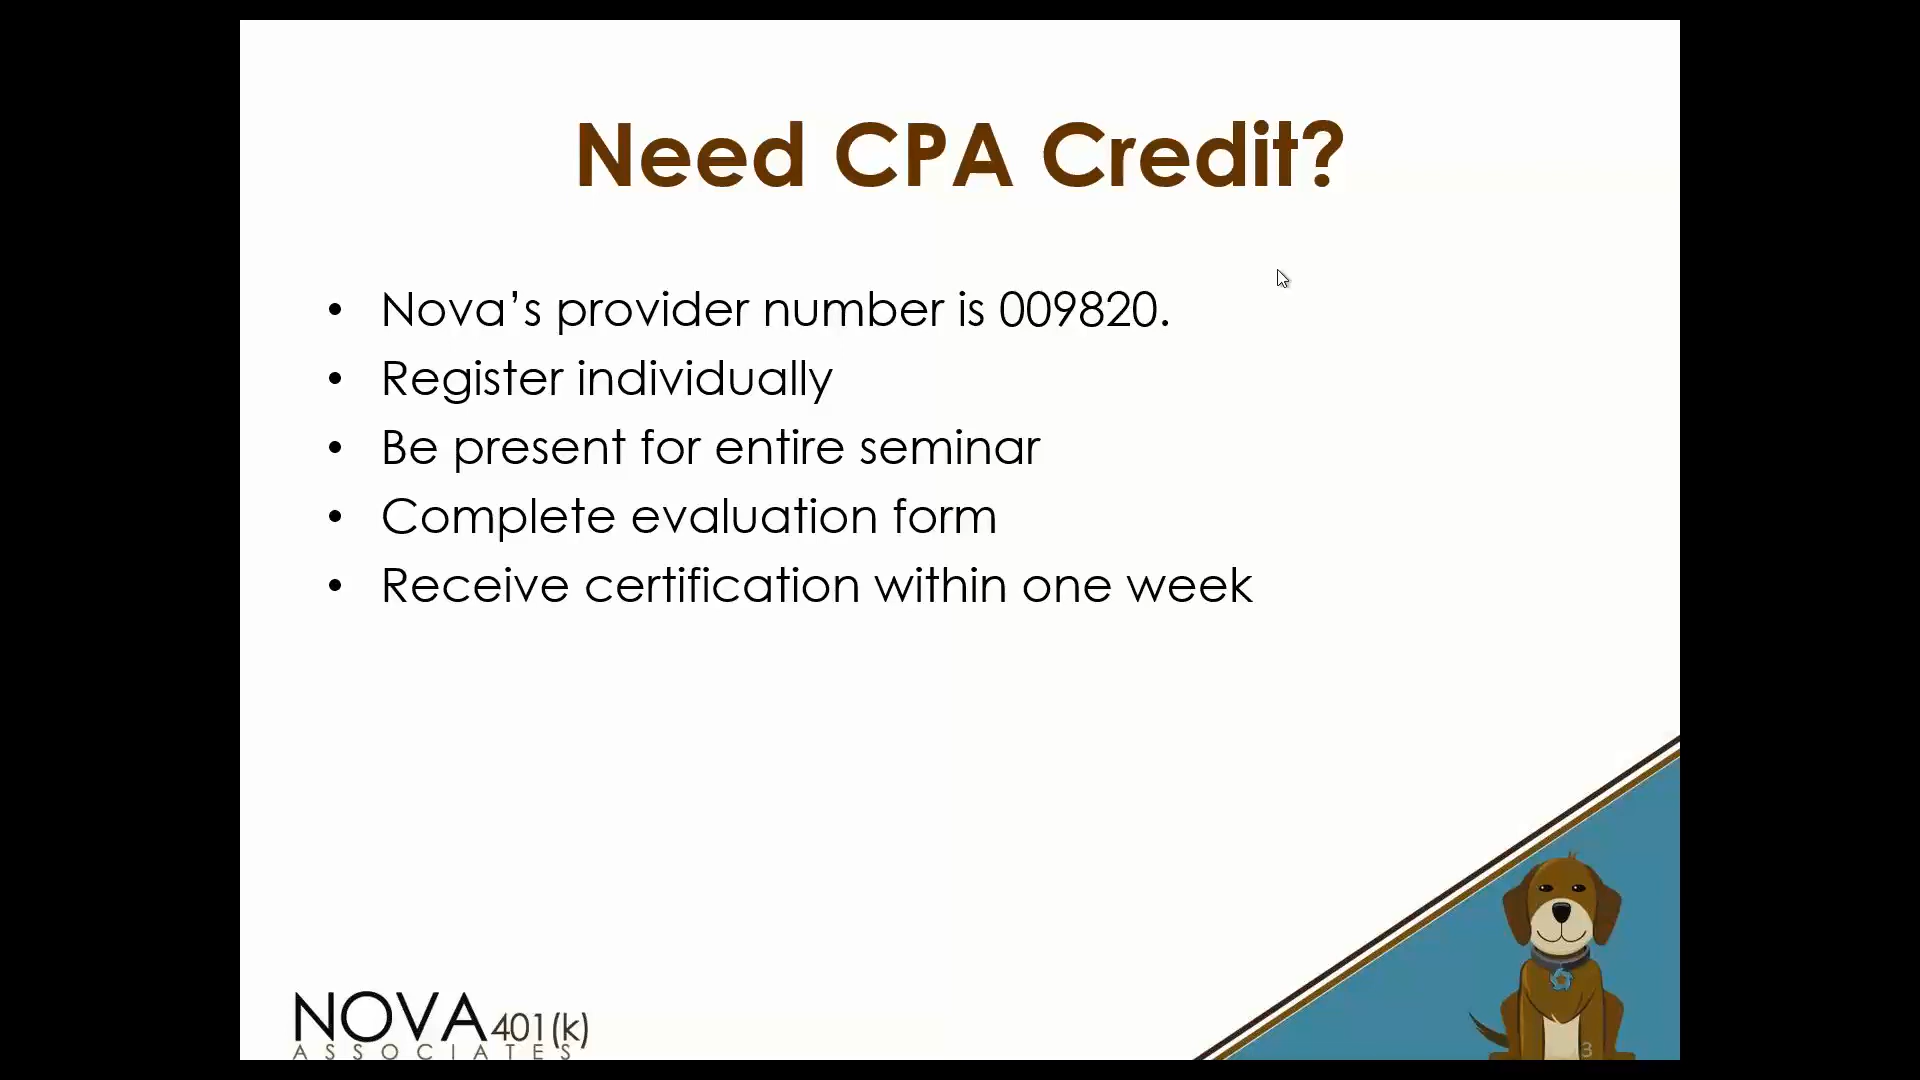 Need CPA Credit?
• Nova’s provider number is 009820.
• Register individually
• Be present for entire seminar
• Complete evaluation form
• Receive certification within one week
NOVA 401(k)
ASSOCIATES
3